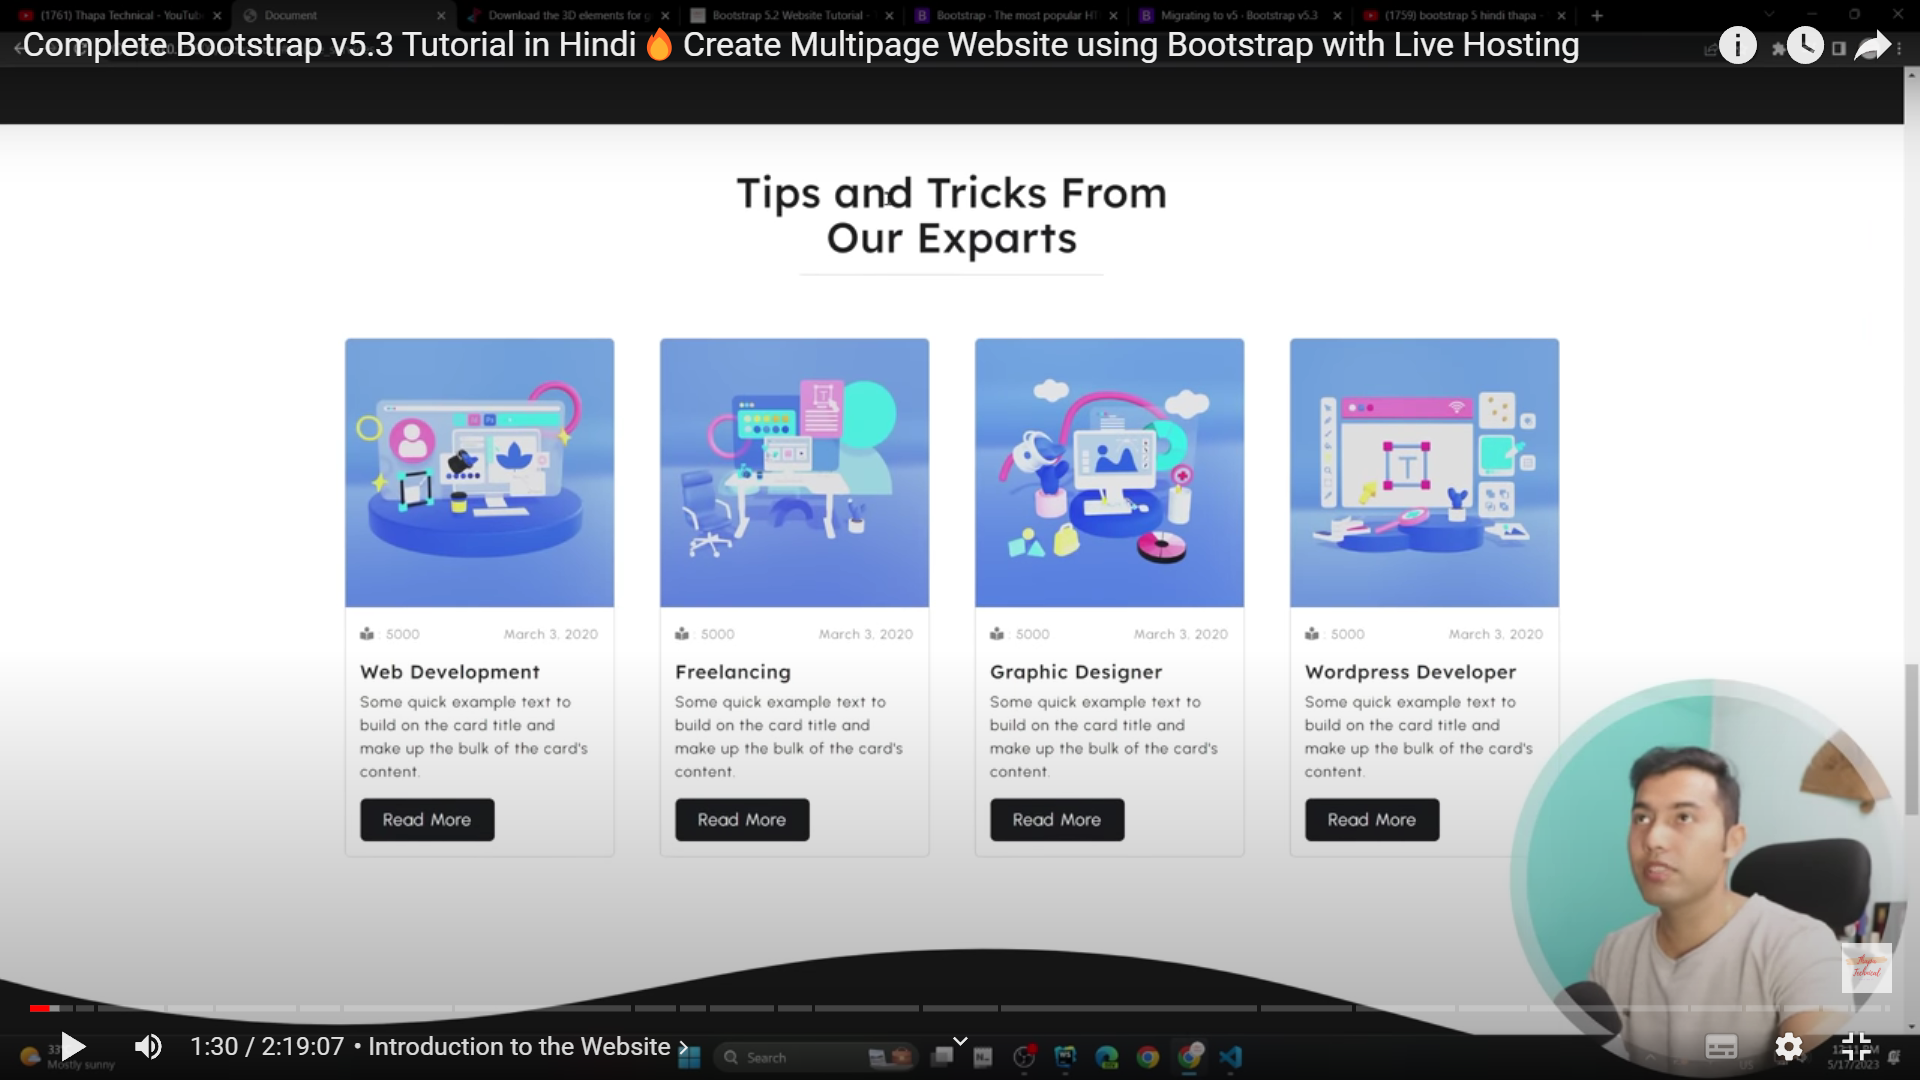 (1761) Thapa Technical - YouTub
Document
Download the 3D elements for g
Bootstrap 5.2 Website Tutorial -
Bootstrap - The most popular HT
Migrating to v5 · Bootstrap v5.3
(1759) bootstrap 5 hindi thapa -
Complete Bootstrap v5.3 Tutorial in Hindi🔥 Create Multipage Website using Bootstrap with Live Hosting
Tips and Tricks From
Our Exparts
: 5000 March 3, 2020
Web Development
Some quick example text to
build on the card title and
make up the bulk of the card's
content.
Read More
: 5000 March 3, 2020
Freelancing
Some quick example text to
build on the card title and
make up the bulk of the card's
content.
Read More
: 5000 March 3, 2020
Graphic Designer
Some quick example text to
build on the card title and
make up the bulk of the card's
content.
Read More
: 5000 March 3, 2020
Wordpress Developer
Some quick example text to
build on the card title and
make up the bulk of the card's
content.
Read More
Thapa
Technical
1:30 / 2:19:07 • Introduction to the Website
Mostly sunny
Search
5/17/2023